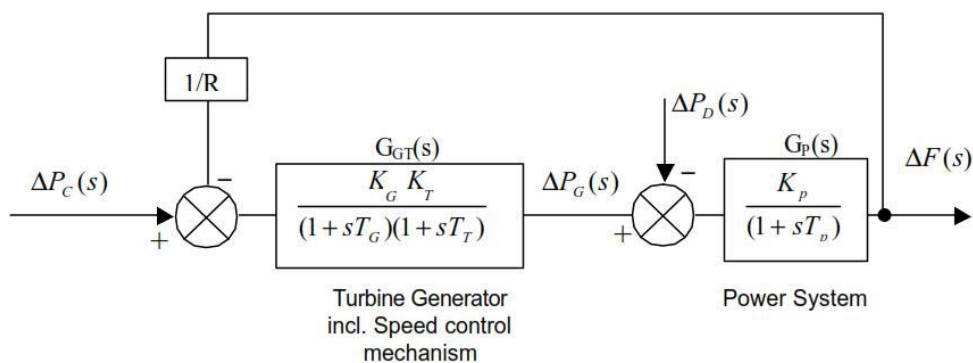 1/R
ΔP_D(s)
G_GT(s)
G_P(s)
ΔP_C(s)
−
K_G K_T
ΔP_G(s)
−
K_p
ΔF(s)
+
(1+sT_G)(1+sT_T)
+
(1+sT_p)
Turbine Generator
Power System
incl. Speed control
mechanism